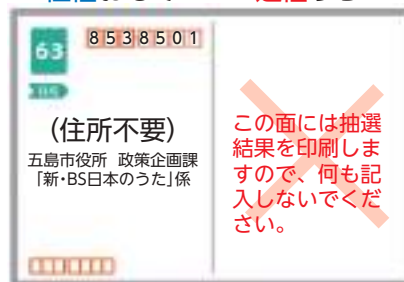 63
8538501
(住所不要)
五島市役所 政策企画課
「新・BS日本のうた」係
この面には抽選
結果を印刷しま
すので、何も記
入しないでくだ
さい。